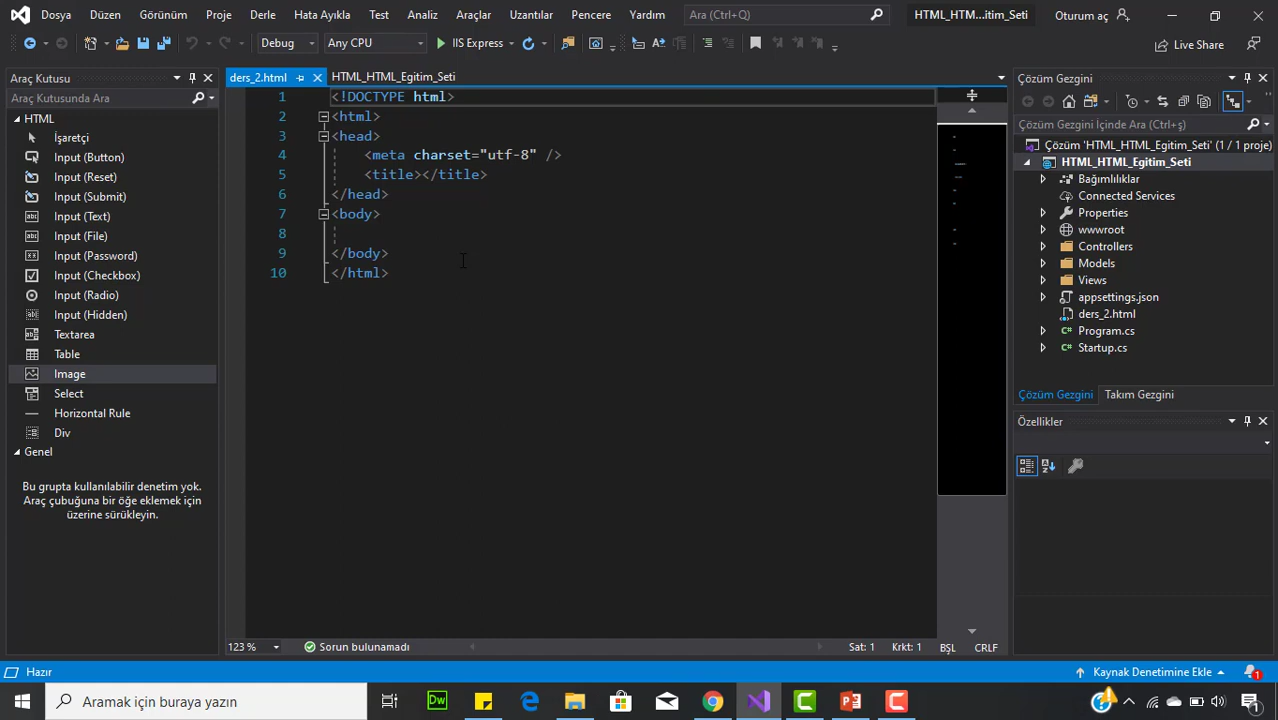 Dosya Düzen Görünüm Proje Derle Hata Ayıkla Test Analiz Araçlar Uzantılar Pencere Yardım Ara (Ctrl+Q) HTML_HTM...itim_Seti Oturum aç
Debug Any CPU IIS Express Live Share
Araç Kutusu
Araç Kutusunda Ara
HTML
İşaretçi
Input (Button)
Input (Reset)
Input (Submit)
Input (Text)
Input (File)
Input (Password)
Input (Checkbox)
Input (Radio)
Input (Hidden)
Textarea
Table
Image
Select
Horizontal Rule
Div
Genel
Bu grupta kullanılabilir denetim yok.
Araç çubuğuna bir öğe eklemek için
üzerine sürükleyin.
ders_2.html HTML_HTML_Egitim_Seti
1 <!DOCTYPE html>
2 <html>
3 <head>
4 <meta charset="utf-8" />
5 <title></title>
6 </head>
7 <body>
8
9 </body>
10 </html>
123 % Sorun bulunamadı Sat: 1 Krkt: 1 BŞL CRLF
Çözüm Gezgini
Çözüm Gezgini İçinde Ara (Ctrl+ş)
Çözüm 'HTML_HTML_Egitim_Seti' (1 / 1 proje)
HTML_HTML_Egitim_Seti
Bağımlılıklar
Connected Services
Properties
wwwroot
Controllers
Models
Views
appsettings.json
ders_2.html
Program.cs
Startup.cs
Çözüm Gezgini Takım Gezgini
Özellikler
Hazır Kaynak Denetimine Ekle 1
Aramak için buraya yazın Dw 1